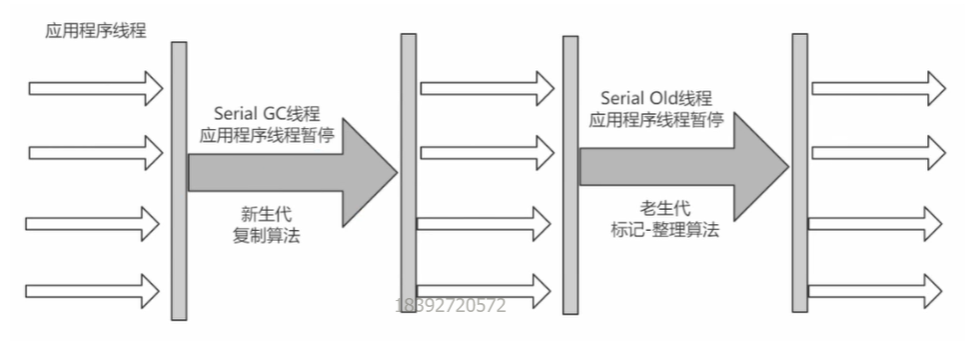 应用程序线程
Serial GC线程
应用程序线程暂停
新生代
复制算法
Serial Old线程
应用程序线程暂停
老生代
标记-整理算法
18392720572